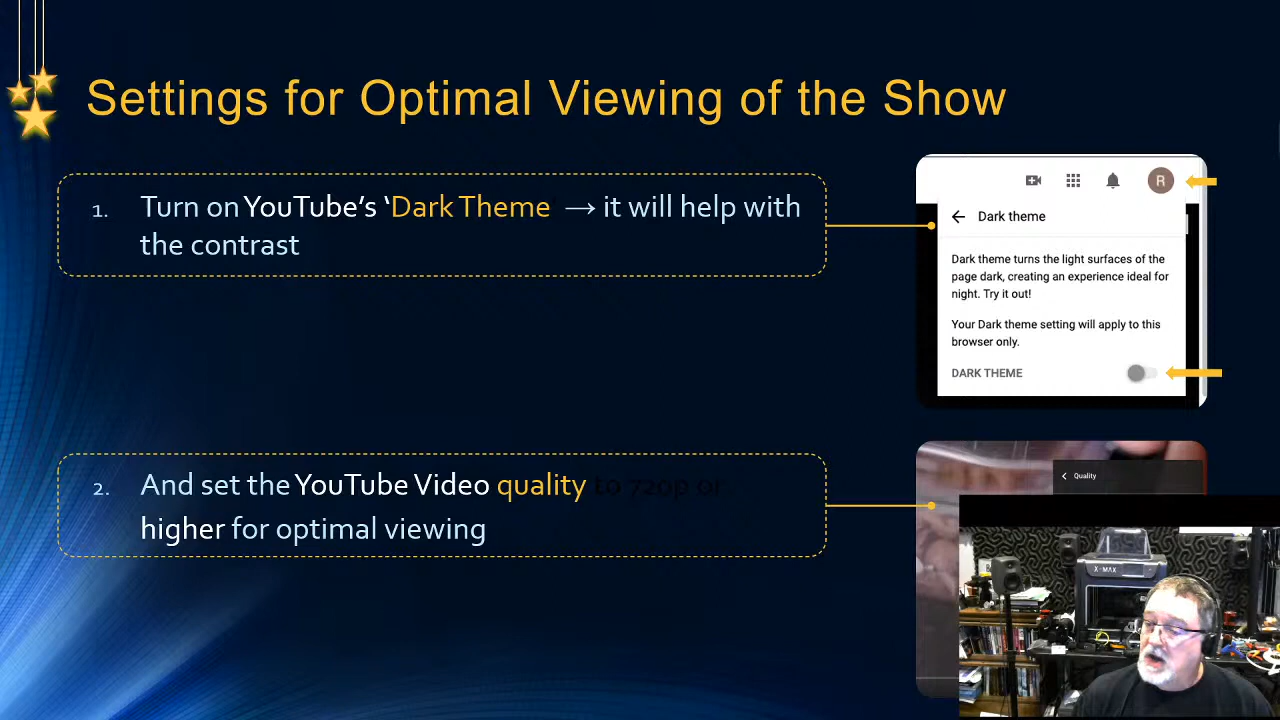 Settings for Optimal Viewing of the Show
1. Turn on YouTube's ‘Dark Theme → it will help with
the contrast
R
Dark theme
Dark theme turns the light surfaces of the
page dark, creating an experience ideal for
night. Try it out!
Your Dark theme setting will apply to this
browser only.
DARK THEME
2. And set the YouTube Video quality to 720p or
higher for optimal viewing
Quality
X-MAX